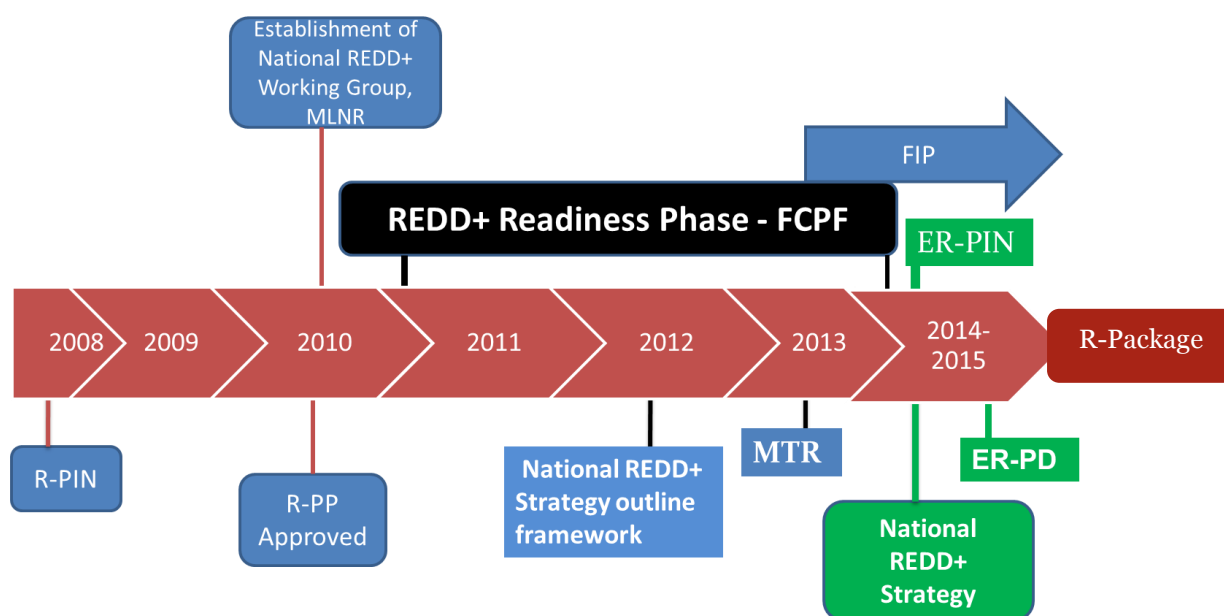 Establishment of
National REDD+
Working Group,
MLNR
FIP
REDD+ Readiness Phase - FCPF
ER-PIN
2008
2009
2010
2011
2012
2013
2014-
2015
R-Package
R-PIN
R-PP
Approved
National REDD+
Strategy outline
framework
MTR
ER-PD
National
REDD+
Strategy